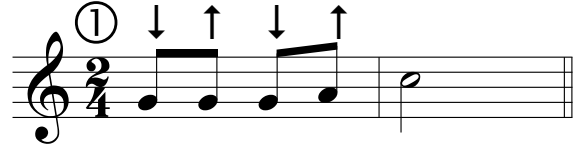 ① ↓ ↑ ↓ ↑
2
4